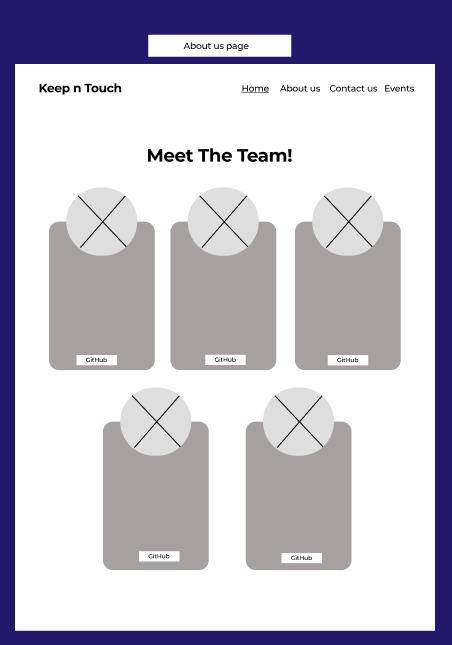 About us page
Keep n Touch
Home About us Contact us Events
Meet The Team!
GitHub GitHub GitHub
GitHub GitHub